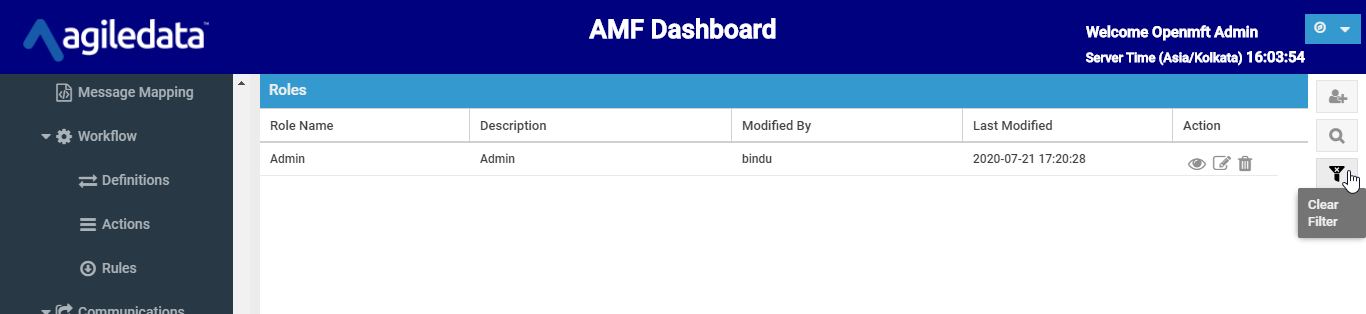 agiledata™
AMF Dashboard
Welcome Openmft Admin
Server Time (Asia/Kolkata) 16:03:54
Message Mapping
Workflow
Definitions
Actions
Rules
Communications
Roles
Role Name Description Modified By Last Modified Action
Admin Admin bindu 2020-07-21 17:20:28
Clear
Filter